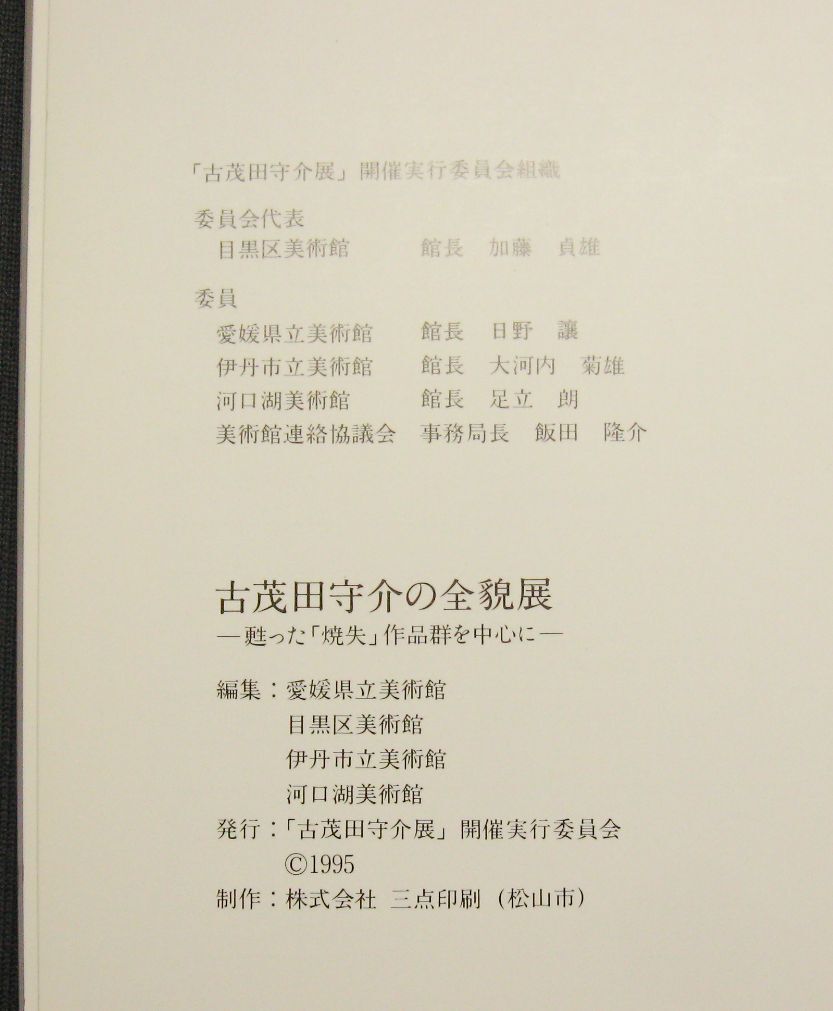 「古茂田守介展」開催実行委員会組織
委員会代表
目黒区美術館　館長　加藤　貞雄
委員
愛媛県立美術館　館長　日野　讓
伊丹市立美術館　館長　大河内　菊雄
河口湖美術館　館長　足立　朗
美術館連絡協議会　事務局長　飯田　隆介
古茂田守介の全貌展
―甦った「焼失」作品群を中心に―
編集：愛媛県立美術館
目黒区美術館
伊丹市立美術館
河口湖美術館
発行：「古茂田守介展」開催実行委員会
©1995
制作：株式会社 三点印刷（松山市）